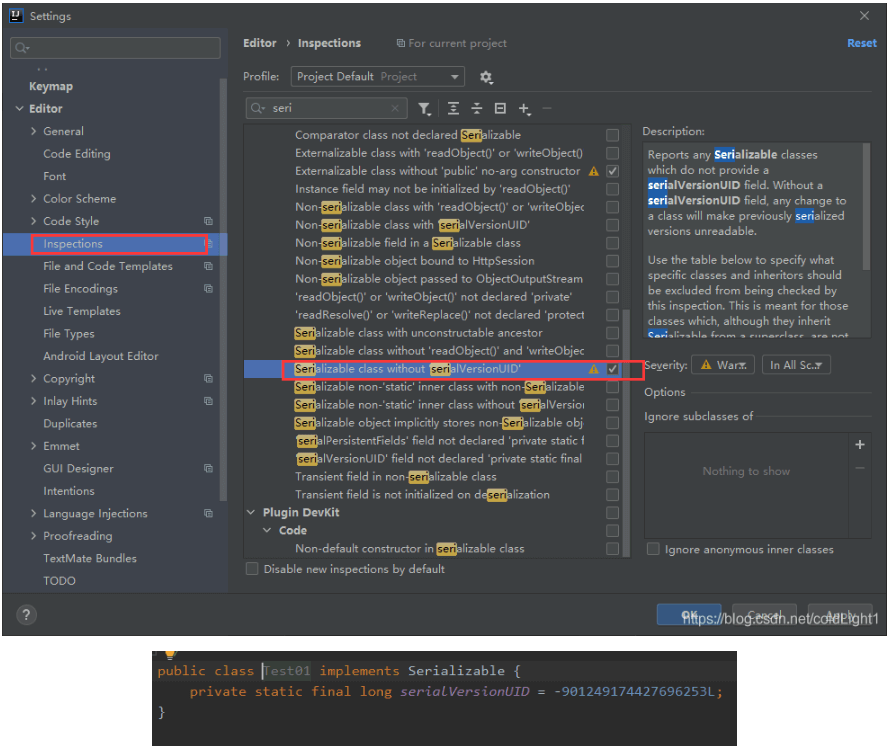 Settings
Editor › Inspections For current project Reset
Keymap
Editor
General
Code Editing
Font
Color Scheme
Code Style
Inspections
File and Code Templates
File Encodings
Live Templates
File Types
Android Layout Editor
Copyright
Inlay Hints
Duplicates
Emmet
GUI Designer
Intentions
Language Injections
Proofreading
TextMate Bundles
TODO
Profile: Project Default Project
seri
Comparator class not declared Serializable
Externalizable class with 'readObject()' or 'writeObject()
Externalizable class without 'public' no-arg constructor
Instance field may not be initialized by 'readObject()'
Non-serializable class with 'readObject()' or 'writeObjec
Non-serializable class with 'serialVersionUID'
Non-serializable field in a Serializable class
Non-serializable object bound to HttpSession
Non-serializable object passed to ObjectOutputStream
'readObject()' or 'writeObject()' not declared 'private'
'readResolve()' or 'writeReplace()' not declared 'protect
Serializable class with unconstructable ancestor
Serializable class without 'readObject()' and 'writeObjec
Serializable class without 'serialVersionUID'
Serializable non-'static' inner class with non-Serializable
Serializable non-'static' inner class without 'serialVersion
Serializable object implicitly stores non-Serializable obj
'serialPersistentFields' field not declared 'private static f
'serialVersionUID' field not declared 'private static final
Transient field in non-serializable class
Transient field is not initialized on deserialization
Plugin DevKit
Code
Non-default constructor in serializable class
Disable new inspections by default
Description:
Reports any Serializable classes
which do not provide a
serialVersionUID field. Without a
serialVersionUID field, any change to
a class will make previously serialized
versions unreadable.
Use the table below to specify what
specific classes and inheritors should
be excluded from being checked by
this inspection. This is meant for those
classes which, although they inherit
Serializable from a superclass, are not
Severity: Warr. In All Sc..
Options
Ignore subclasses of
Nothing to show
Ignore anonymous inner classes
? OK Cancel Apply
https://blog.csdn.net/coldLight1
public class Test01 implements Serializable {
private static final long serialVersionUID = -901249174427696253L;
}